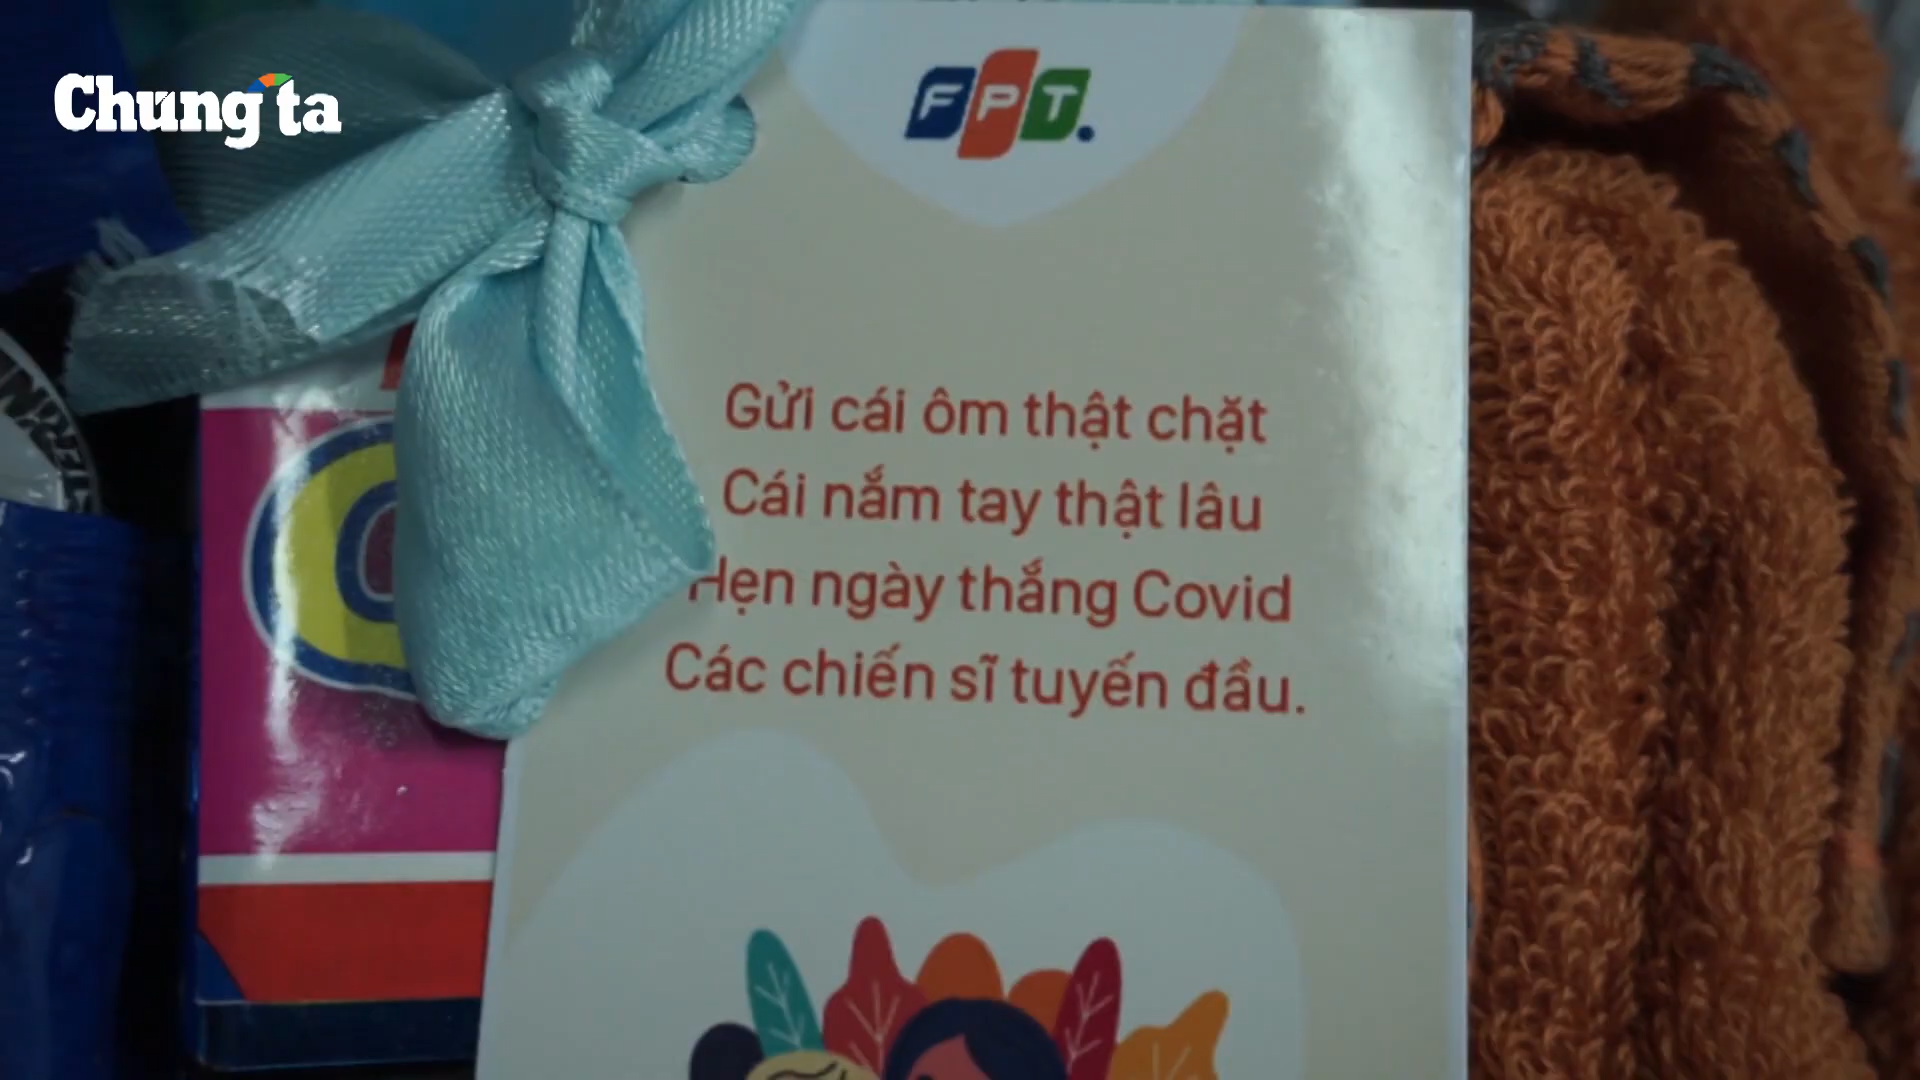 Chúng ta
FPT
Gửi cái ôm thật chặt
Cái nắm tay thật lâu
Hẹn ngày thắng Covid
Các chiến sĩ tuyến đầu.